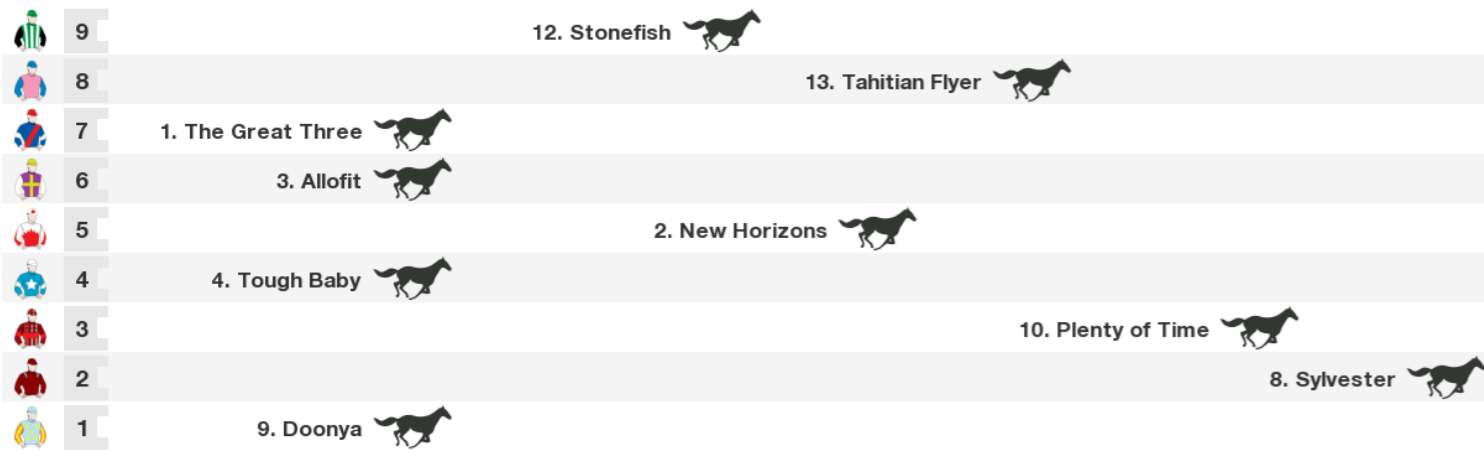 9 12. Stonefish
8 13. Tahitian Flyer
7 1. The Great Three
6 3. Allofit
5 2. New Horizons
4 4. Tough Baby
3 10. Plenty of Time
2 8. Sylvester
1 9. Doonya